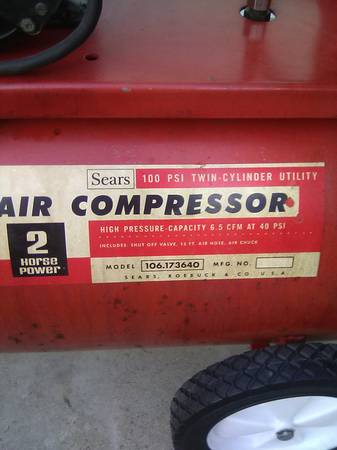 Sears 100 PSI TWIN-CYLINDER UTILITY
AIR COMPRESSOR
HIGH PRESSURE-CAPACITY 6.5 CFM AT 40 PSI
INCLUDES: SHUT OFF VALVE, 15 FT. AIR HOSE, AIR CHUCK
2
HORSE
POWER
MODEL 106.173640 MFG. NO.
SEARS, ROEBUCK & CO. U.S.A.